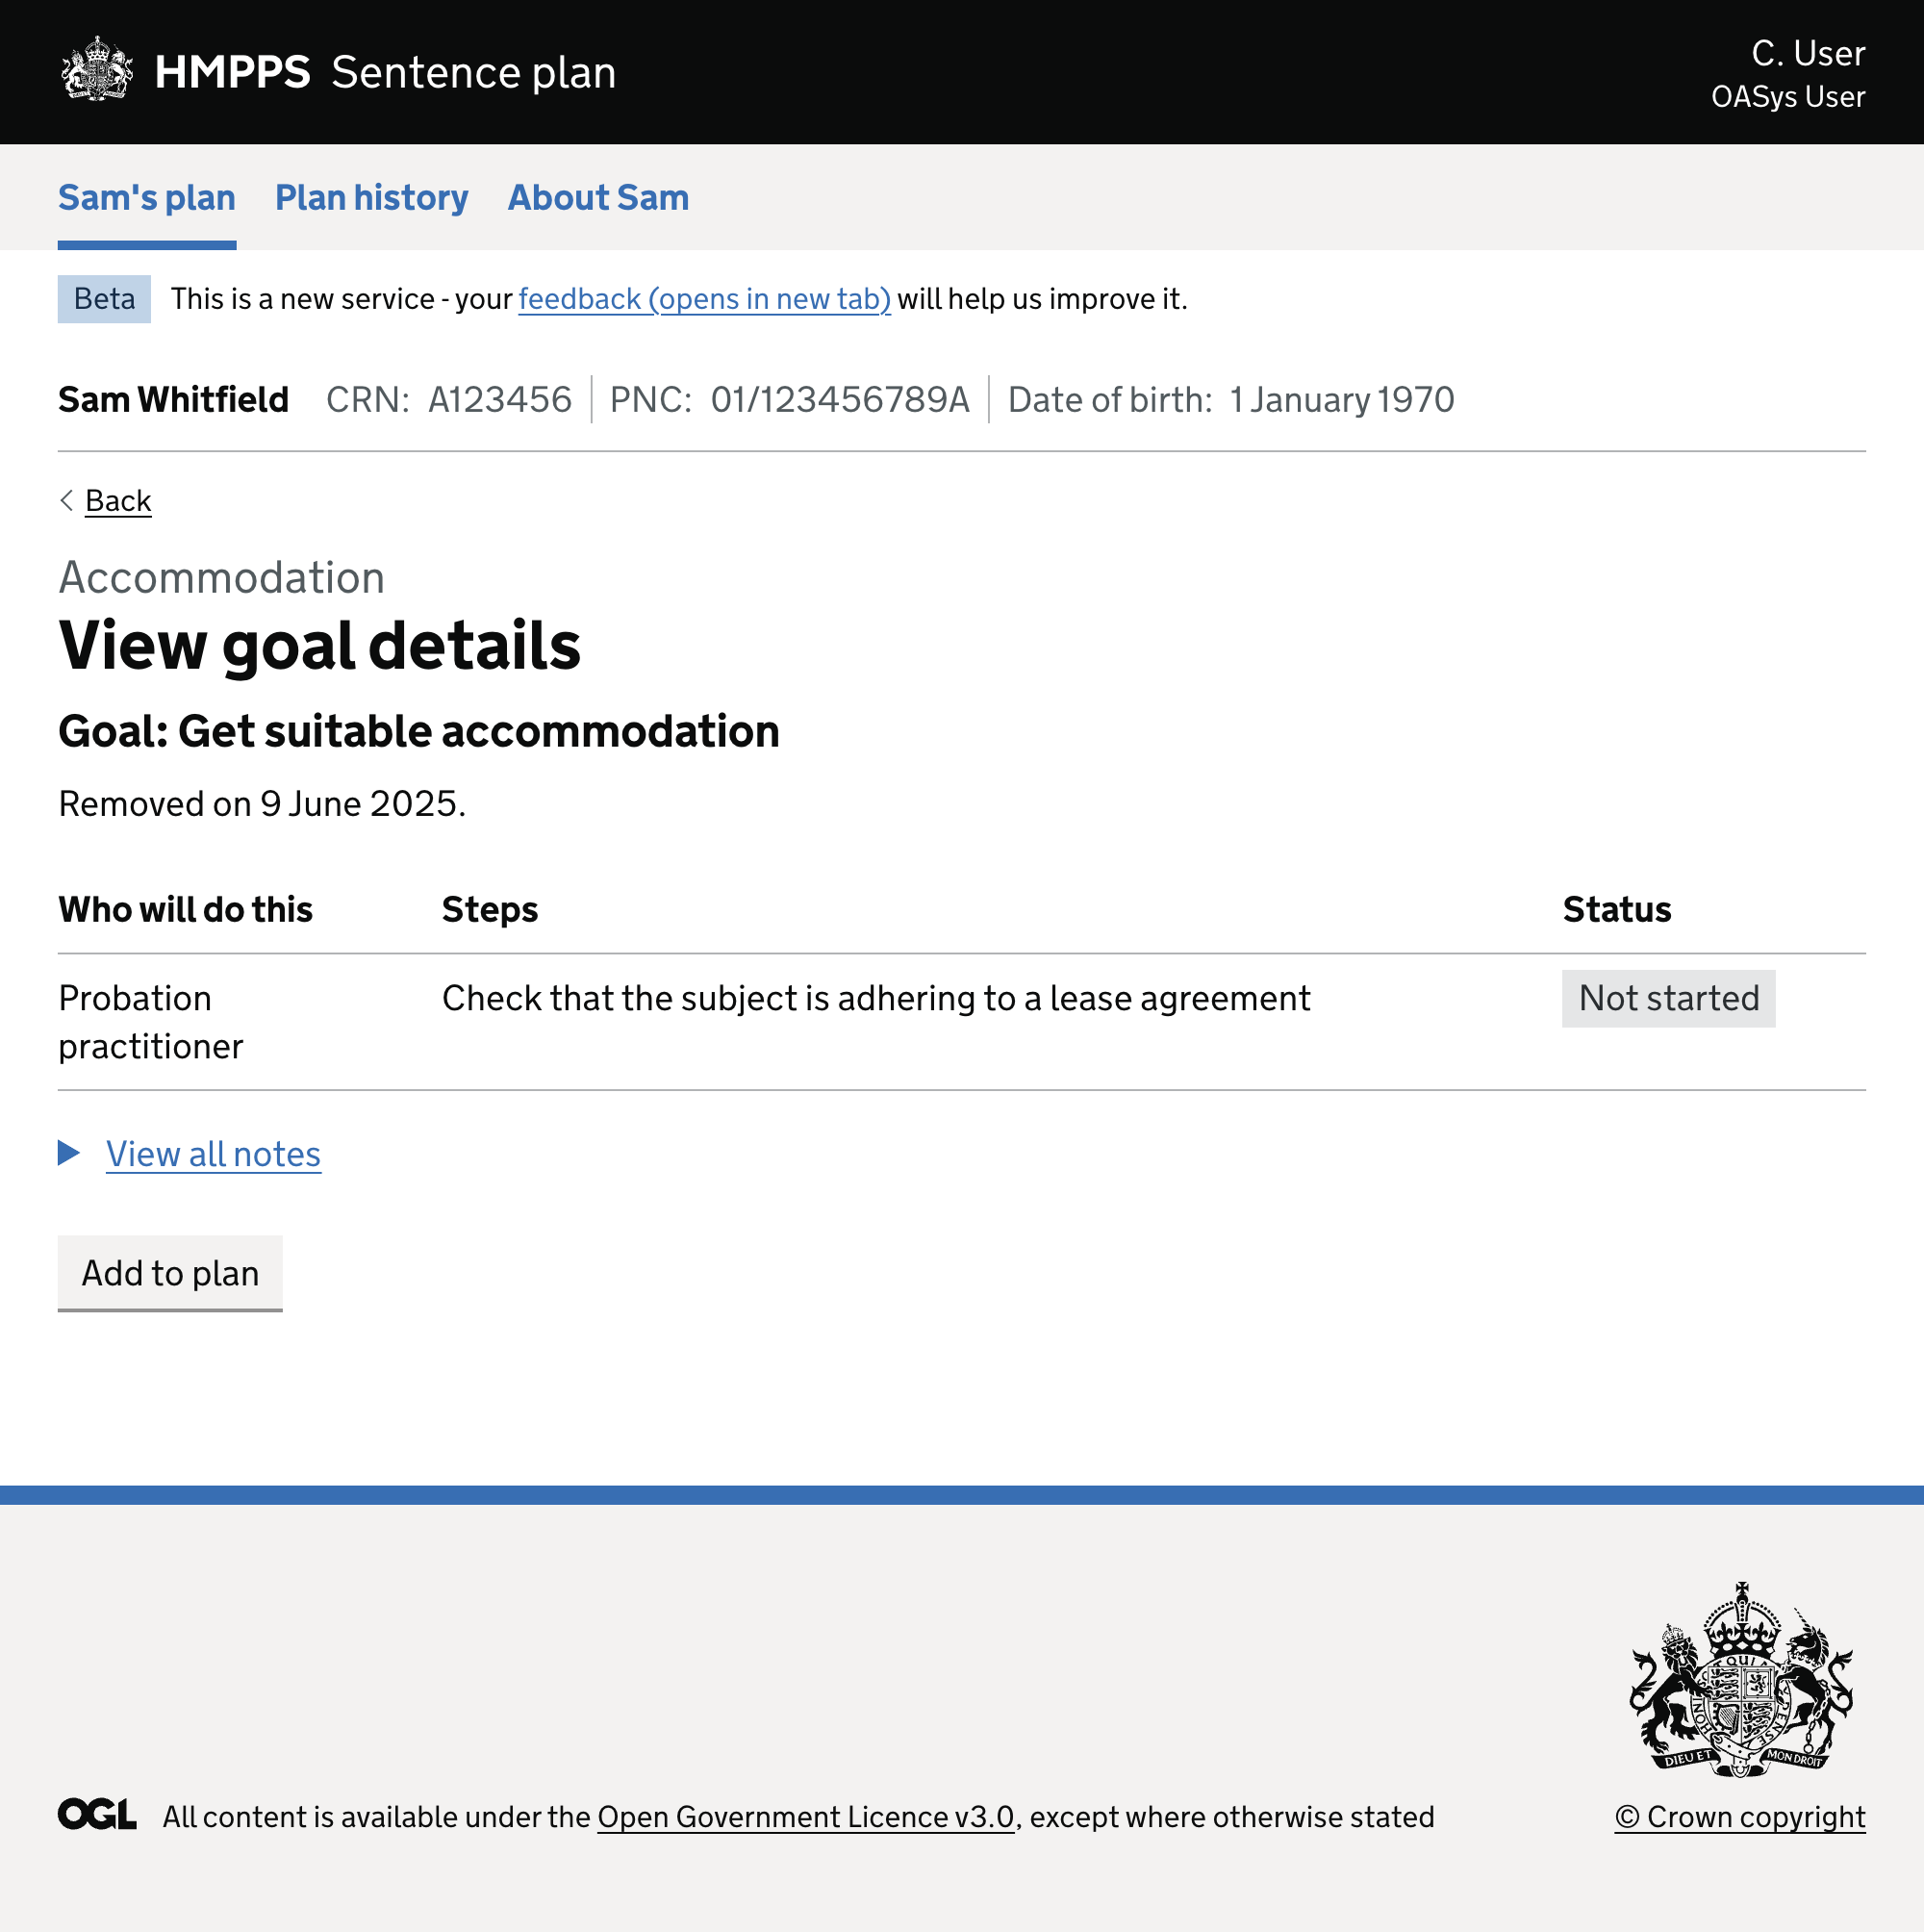 HMPPS Sentence plan
C. User
OASys User
Sam's plan Plan history About Sam
Beta This is a new service - your feedback (opens in new tab) will help us improve it.
Sam Whitfield CRN: A123456 PNC: 01/123456789A Date of birth: 1 January 1970
Back
Accommodation
View goal details
Goal: Get suitable accommodation
Removed on 9 June 2025.
Who will do this Steps Status
Probation practitioner Check that the subject is adhering to a lease agreement Not started
View all notes
Add to plan
DIEU ET MON DROIT
OGL All content is available under the Open Government Licence v3.0, except where otherwise stated
© Crown copyright